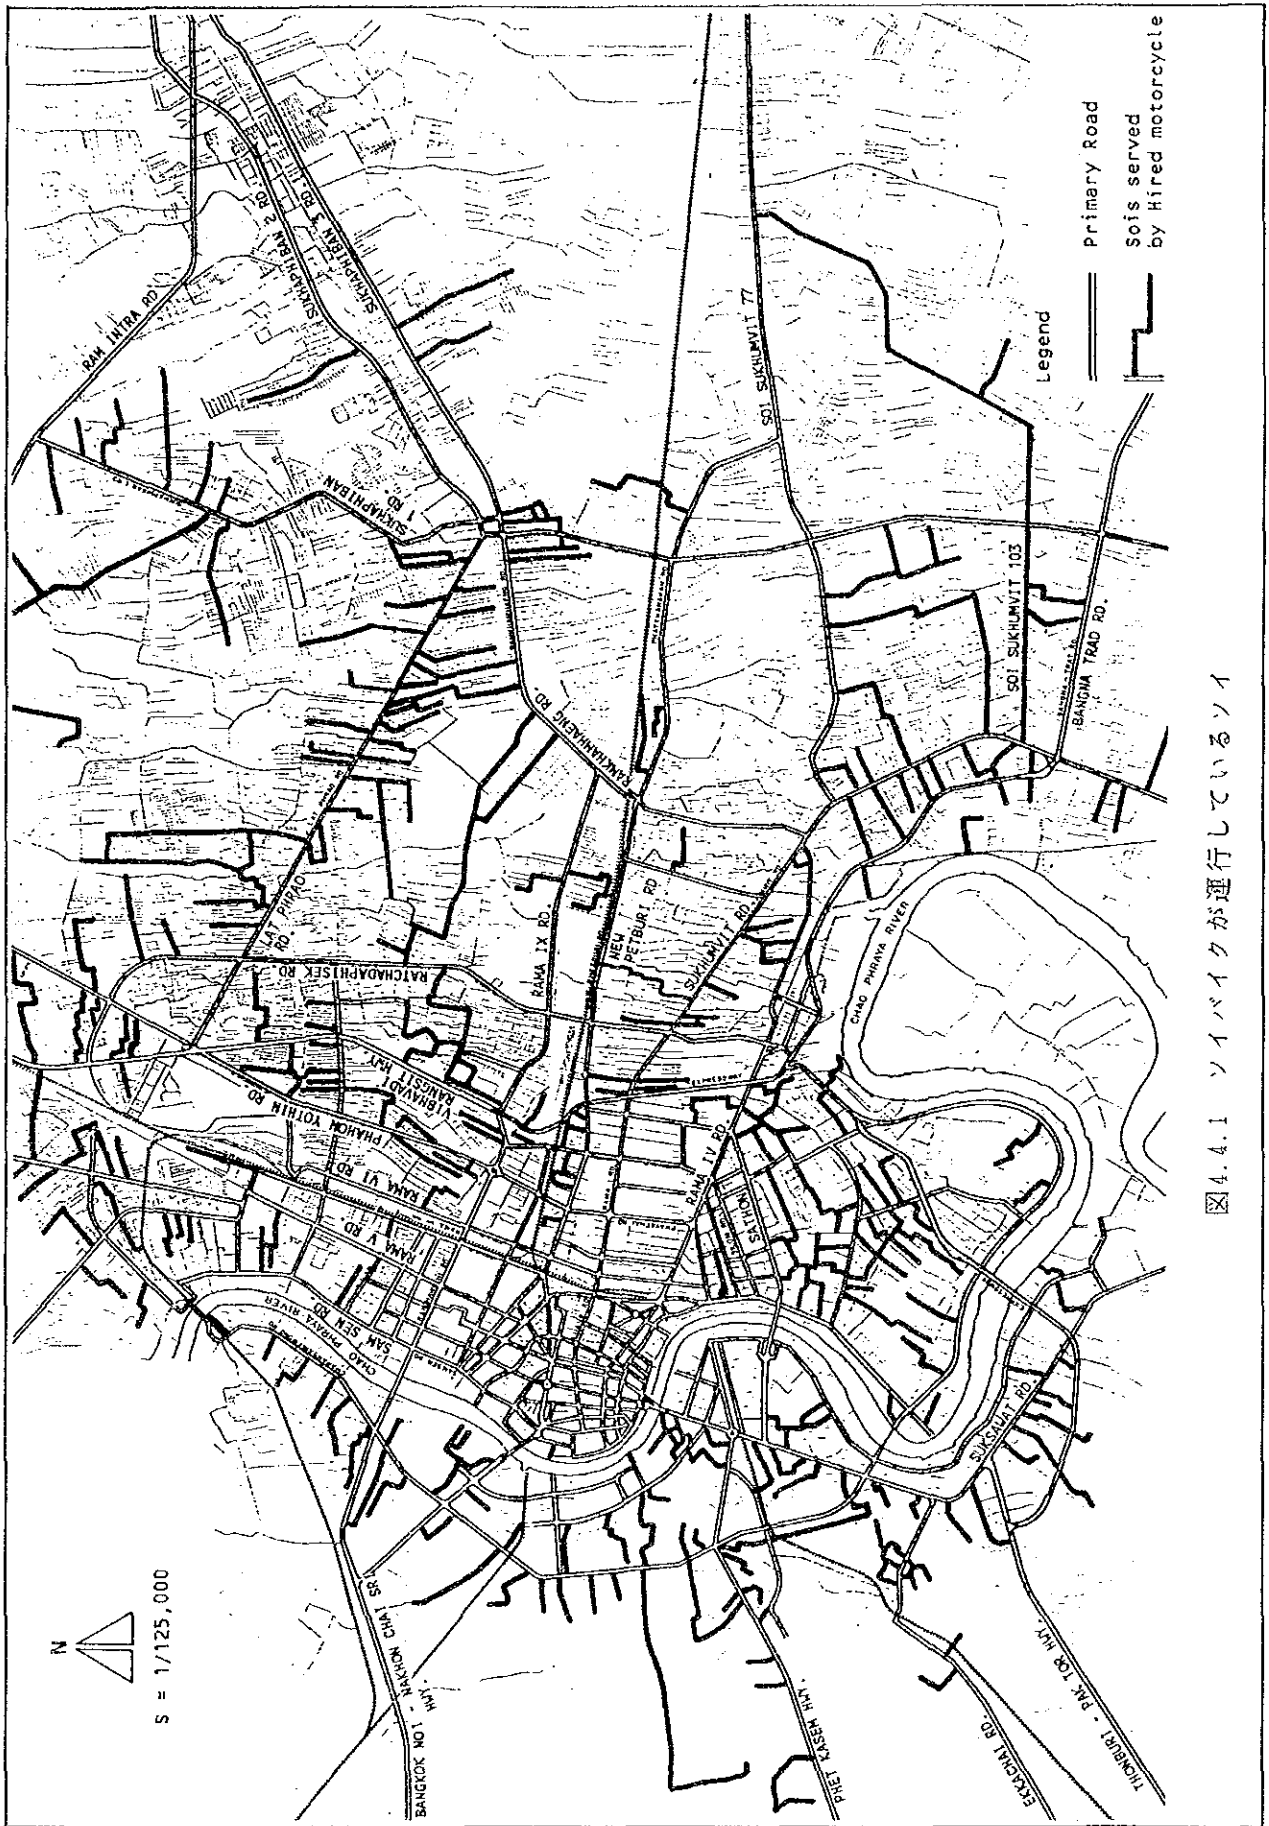 N
S = 1/125,000
RAM INTRA RD.
SUKHAPHIBAN 2 RD.
SUKHAPHIBAN 3 RD.
SUKHAPHIBAN
1 RD.
LAT PHRAO
RD
RATCHADAPHISEK RD
RAMKHAMHAENG RD.
RAMA IX RD
VIBHAVADI
RANGSIT HWY
PHAHON YOTHIN RD
RAMA VI RD
RAMA V RD
SAM SEN RD
CHAO PHRAYA RIVER
NEW
PETBURI RD
SUKHUMVIT RD.
SOI SUKHUMVIT 77
RAMA IV RD
SATHON
CHAO PHRAYA RIVER
SOI SUKHUMVIT 103
BANGNA TRAD RD.
SUKSAWAT RD
BANGKOK NOI - NAKHON CHAI SRI
HWY.
PHET KASEM HWY.
EKKACHAI RD.
THONBURI - PAK TOR HWY.
Legend
Primary Road
Sois served
by Hired motorcycle
図4.4.1 ソイバイクが運行しているソイ